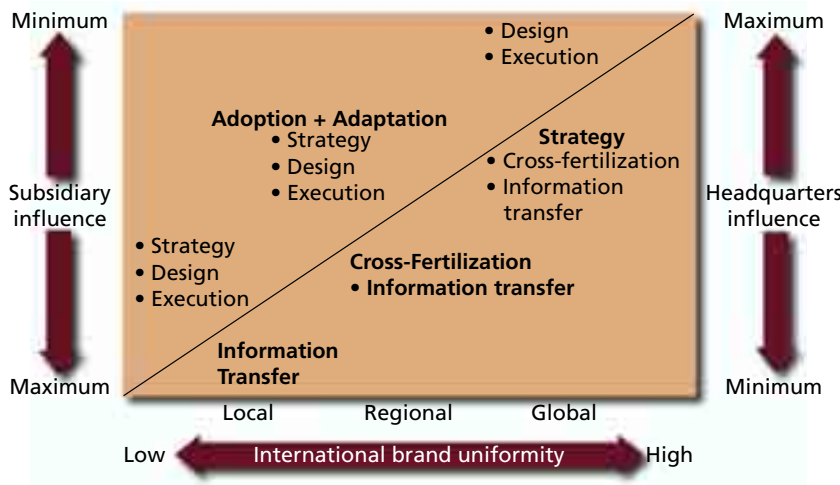 Minimum
Maximum
• Design
• Execution
Adoption + Adaptation
• Strategy
• Design
• Execution
Strategy
• Cross-fertilization
• Information
transfer
Subsidiary
influence
Headquarters
influence
• Strategy
• Design
• Execution
Cross-Fertilization
• Information transfer
Information
Transfer
Maximum
Minimum
Local
Regional
Global
Low
International brand uniformity
High